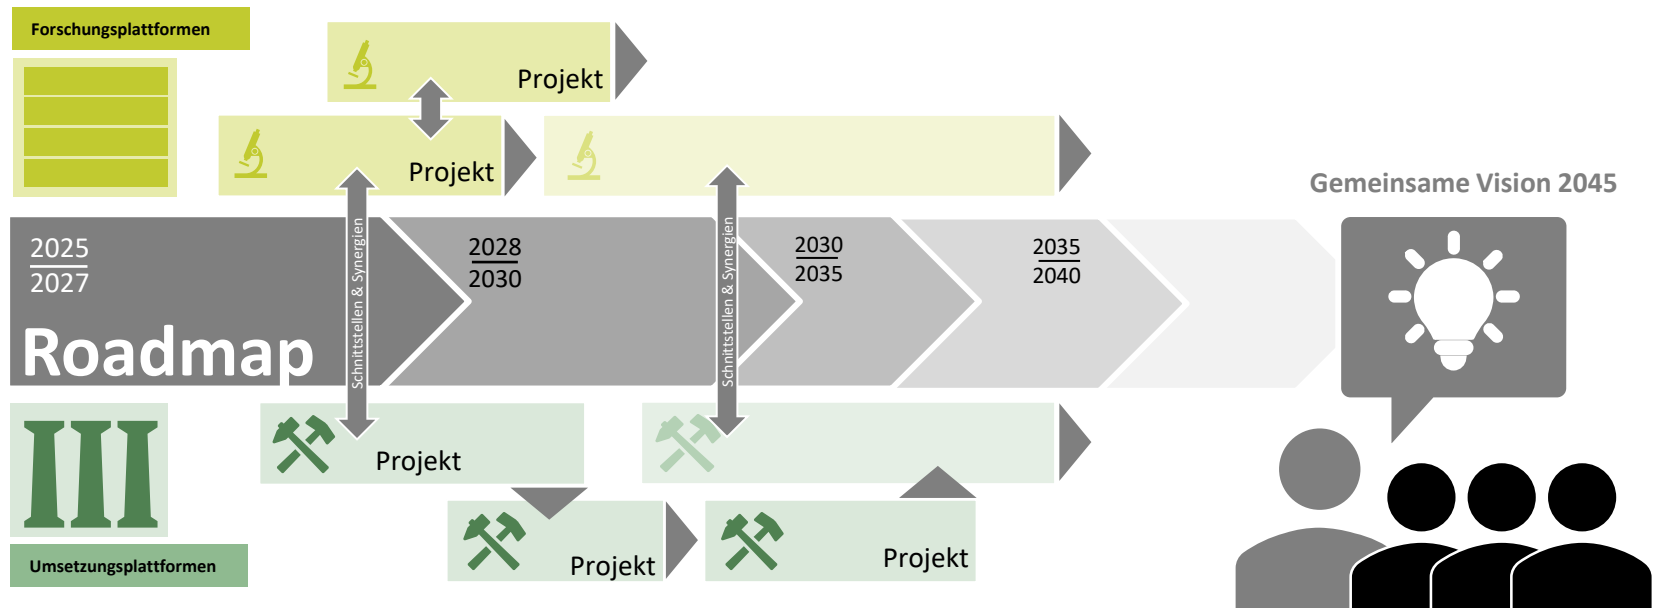 Forschungsplattformen
Projekt
Projekt
Gemeinsame Vision 2045
2025
2027
Roadmap
Schnittstellen & Synergien
2028
2030
Schnittstellen & Synergien
2030
2035
2035
2040
Projekt
Projekt
Projekt
Umsetzungsplattformen